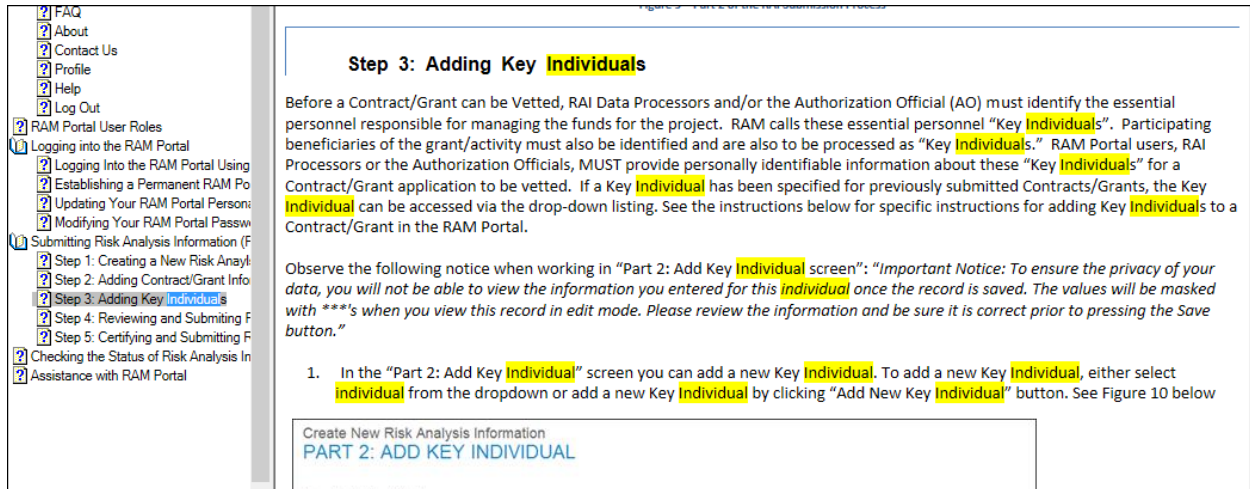 FAQ
About
Contact Us
Profile
Help
Log Out
RAM Portal User Roles
Logging into the RAM Portal
Logging Into the RAM Portal Using
Establishing a Permanent RAM Po
Updating Your RAM Portal Persona
Modifying Your RAM Portal Passw
Submitting Risk Analysis Information (F
Step 1: Creating a New Risk Anayl
Step 2: Adding Contract/Grant Info
Step 3: Adding Key Individuals
Step 4: Reviewing and Submiting F
Step 5: Certifying and Submitting F
Checking the Status of Risk Analysis In
Assistance with RAM Portal
Step 3: Adding Key Individuals
Before a Contract/Grant can be Vetted, RAI Data Processors and/or the Authorization Official (AO) must identify the essential
personnel responsible for managing the funds for the project. RAM calls these essential personnel “Key Individuals”. Participating
beneficiaries of the grant/activity must also be identified and are also to be processed as “Key Individuals.” RAM Portal users, RAI
Processors or the Authorization Officials, MUST provide personally identifiable information about these “Key Individuals” for a
Contract/Grant application to be vetted. If a Key Individual has been specified for previously submitted Contracts/Grants, the Key
Individual can be accessed via the drop-down listing. See the instructions below for specific instructions for adding Key Individuals to a
Contract/Grant in the RAM Portal.
Observe the following notice when working in “Part 2: Add Key Individual screen”: “Important Notice: To ensure the privacy of your
data, you will not be able to view the information you entered for this individual once the record is saved. The values will be masked
with ***'s when you view this record in edit mode. Please review the information and be sure it is correct prior to pressing the Save
button.”
1. In the “Part 2: Add Key Individual” screen you can add a new Key Individual. To add a new Key Individual, either select
individual from the dropdown or add a new Key Individual by clicking “Add New Key Individual” button. See Figure 10 below
Create New Risk Analysis Information
PART 2: ADD KEY INDIVIDUAL